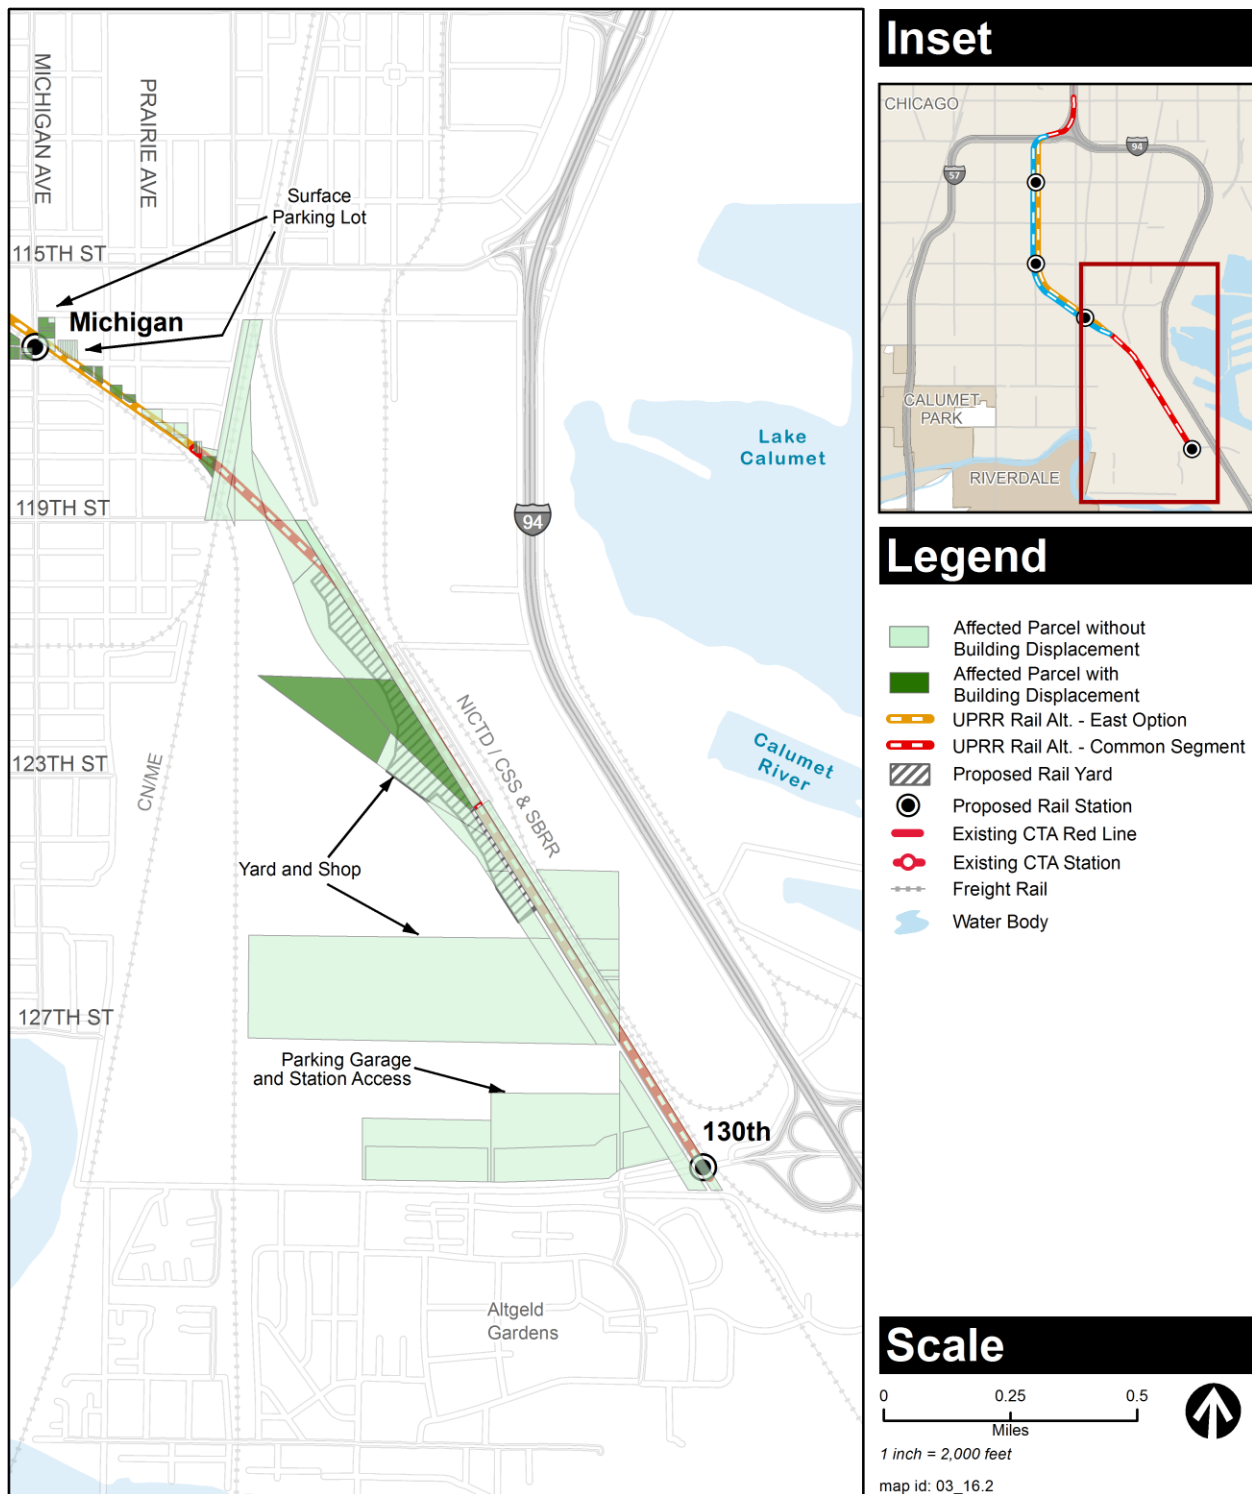 MICHIGAN AVE
PRAIRIE AVE
Surface
Parking Lot
115TH ST
Michigan
Lake
Calumet
119TH ST
94
NICTD / CSS & SBRR
Calumet
River
123TH ST
CN/ME
Yard and Shop
127TH ST
Parking Garage
and Station Access
130th
Altgeld
Gardens
Inset
CHICAGO
94
57
CALUMET
PARK
RIVERDALE
Legend
Affected Parcel without
Building Displacement
Affected Parcel with
Building Displacement
UPRR Rail Alt. - East Option
UPRR Rail Alt. - Common Segment
Proposed Rail Yard
Proposed Rail Station
Existing CTA Red Line
Existing CTA Station
Freight Rail
Water Body
Scale
0 0.25 0.5
Miles
1 inch = 2,000 feet
map id: 03_16.2